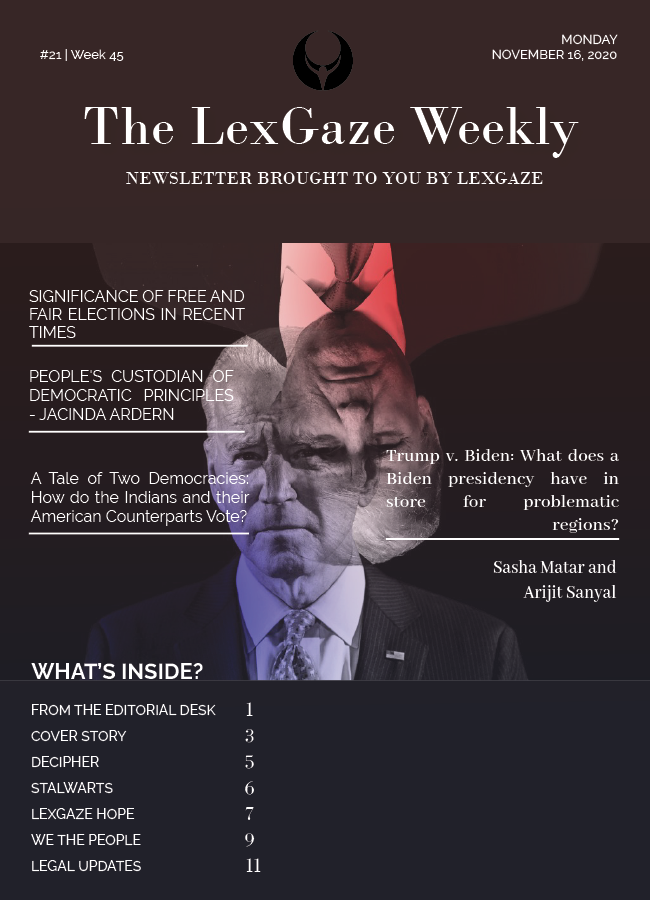 #21 | Week 45
MONDAY
NOVEMBER 16, 2020
The LexGaze Weekly
NEWSLETTER BROUGHT TO YOU BY LEXGAZE
SIGNIFICANCE OF FREE AND
FAIR ELECTIONS IN RECENT
TIMES
PEOPLE'S CUSTODIAN OF
DEMOCRATIC PRINCIPLES
- JACINDA ARDERN
A Tale of Two Democracies:
How do the Indians and their
American Counterparts Vote?
Trump v. Biden: What does a
Biden presidency have in
store for problematic
regions?
Sasha Matar and
Arijit Sanyal
WHAT'S INSIDE?
FROM THE EDITORIAL DESK 1
COVER STORY 3
DECIPHER 5
STALWARTS 6
LEXGAZE HOPE 7
WE THE PEOPLE 9
LEGAL UPDATES 11